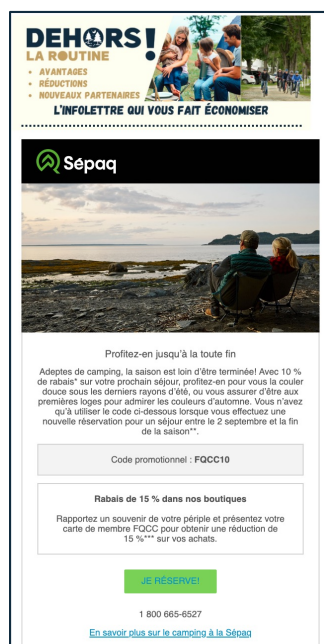 DEHORS!
LA ROUTINE
• AVANTAGES
• RÉDUCTIONS
• NOUVEAUX PARTENAIRES
L'INFOLETTRE QUI VOUS FAIT ÉCONOMISER
Sépaq
Profitez-en jusqu'à la toute fin
Adeptes de camping, la saison est loin d'être terminée! Avec 10 %
de rabais* sur votre prochain séjour, profitez-en pour vous la couler
douce sous les derniers rayons d'été, ou vous assurer d'être aux
premières loges pour admirer les couleurs d'automne. Vous n'avez
qu'à utiliser le code ci-dessous lorsque vous effectuez une
nouvelle réservation pour un séjour entre le 2 septembre et la fin
de la saison**.
Code promotionnel : FQCC10
Rabais de 15 % dans nos boutiques
Rapportez un souvenir de votre périple et présentez votre
carte de membre FQCC pour obtenir une réduction de
15 %*** sur vos achats.
JE RÉSERVE!
1 800 665-6527
En savoir plus sur le camping à la Sépaq